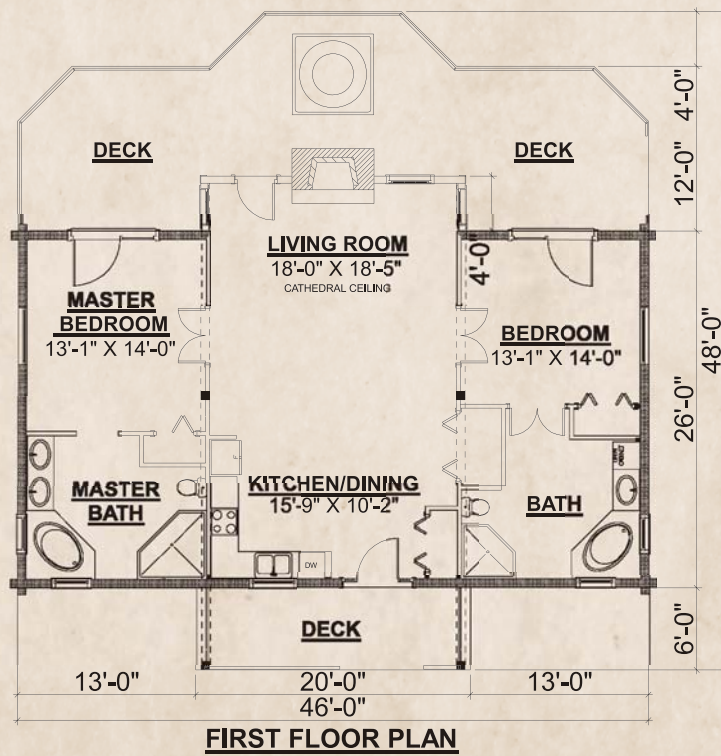 DECK
DECK
4'-0"
12'-0"
LIVING ROOM
18'-0" X 18'-5"
CATHEDRAL CEILING
4'-0"
MASTER
BEDROOM
13'-1" X 14'-0"
BEDROOM
13'-1" X 14'-0"
48'-0"
26'-0"
MASTER
BATH
KITCHEN/DINING
15'-9" X 10'-2"
BATH
DW
DECK
6'-0"
13'-0"
20'-0"
13'-0"
46'-0"
FIRST FLOOR PLAN